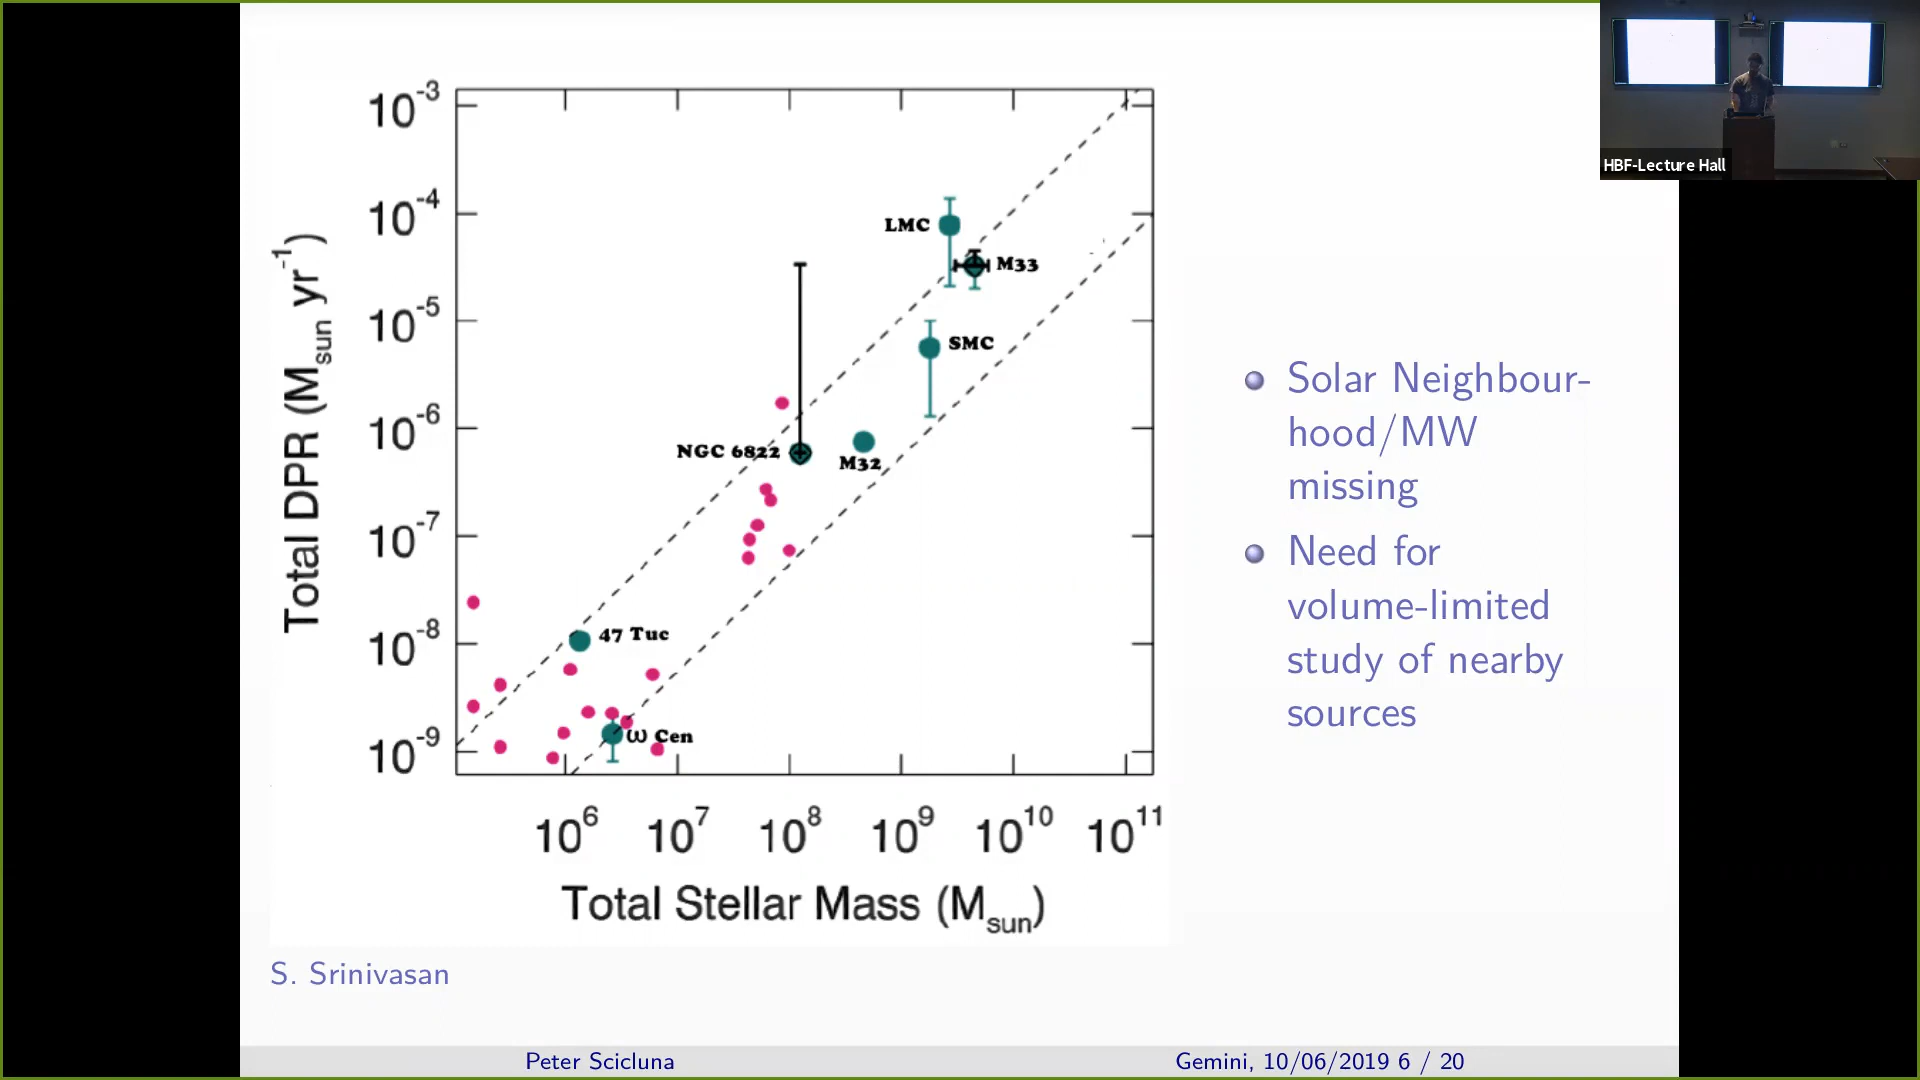 HBF-Lecture Hall
10^-3
10^-4
10^-5
10^-6
10^-7
10^-8
10^-9
Total DPR (M_sun yr^-1)
LMC
M33
SMC
NGC 6822
M32
47 Tuc
ω Cen
10^6 10^7 10^8 10^9 10^10 10^11
Total Stellar Mass (M_sun)
Solar Neighbour-
hood/MW
missing
Need for
volume-limited
study of nearby
sources
S. Srinivasan
Peter Scicluna
Gemini, 10/06/2019 6 / 20